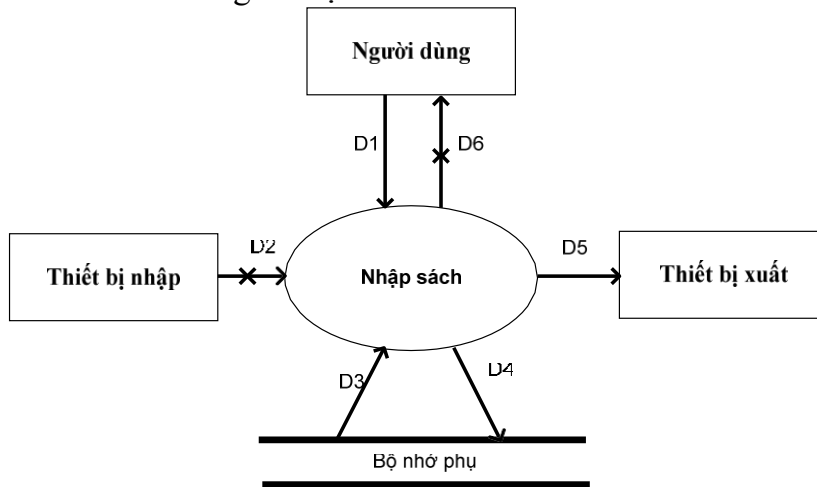 Người dùng
D1
D6
D2
D5
Thiết bị nhập
Nhập sách
Thiết bị xuất
D3
D4
Bộ nhớ phụ